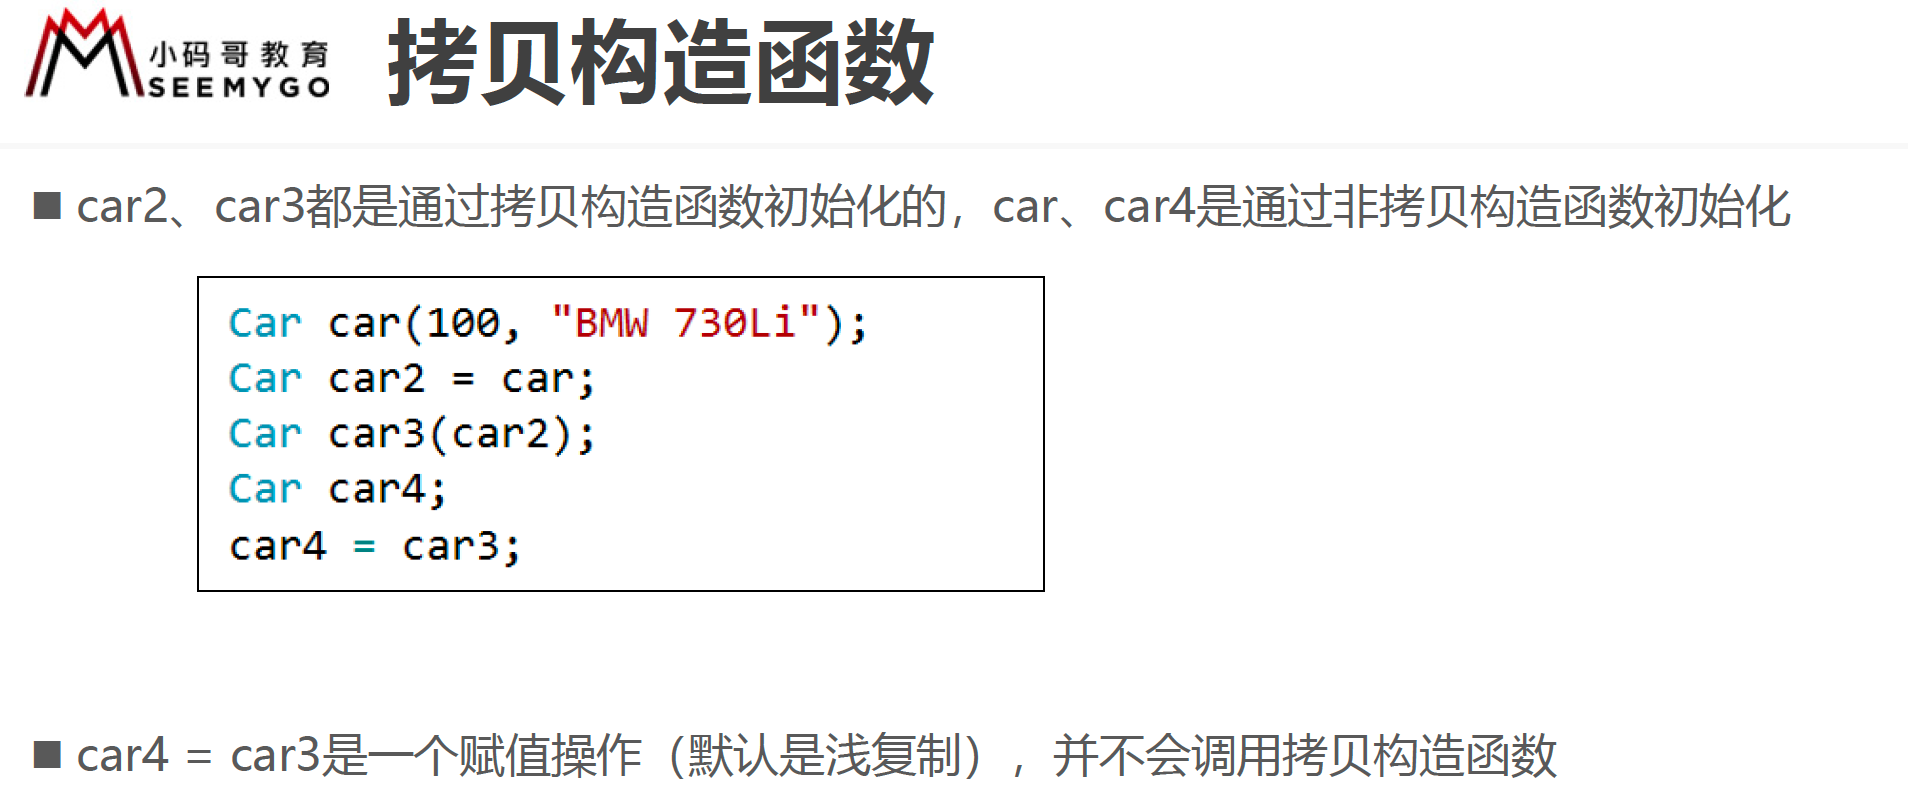 小码哥教育
SEEMYGO
拷贝构造函数
■ car2、car3都是通过拷贝构造函数初始化的，car、car4是通过非拷贝构造函数初始化
Car car(100, "BMW 730Li");
Car car2 = car;
Car car3(car2);
Car car4;
car4 = car3;
■ car4 = car3是一个赋值操作（默认是浅复制），并不会调用拷贝构造函数